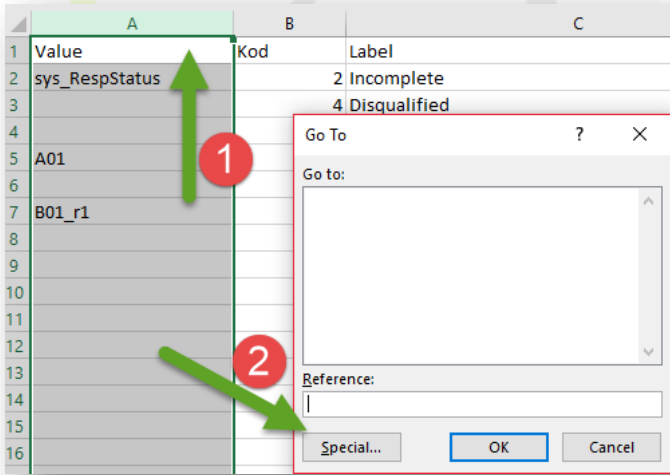 A B C
1 Value Kod Label
2 sys_RespStatus 2 Incomplete
3 4 Disqualified
4
5 A01
6
7 B01_r1
8
9
10
11
12
13
14
15
16
1
2
Go To ? ×
Go to:
Reference:
Special... OK Cancel